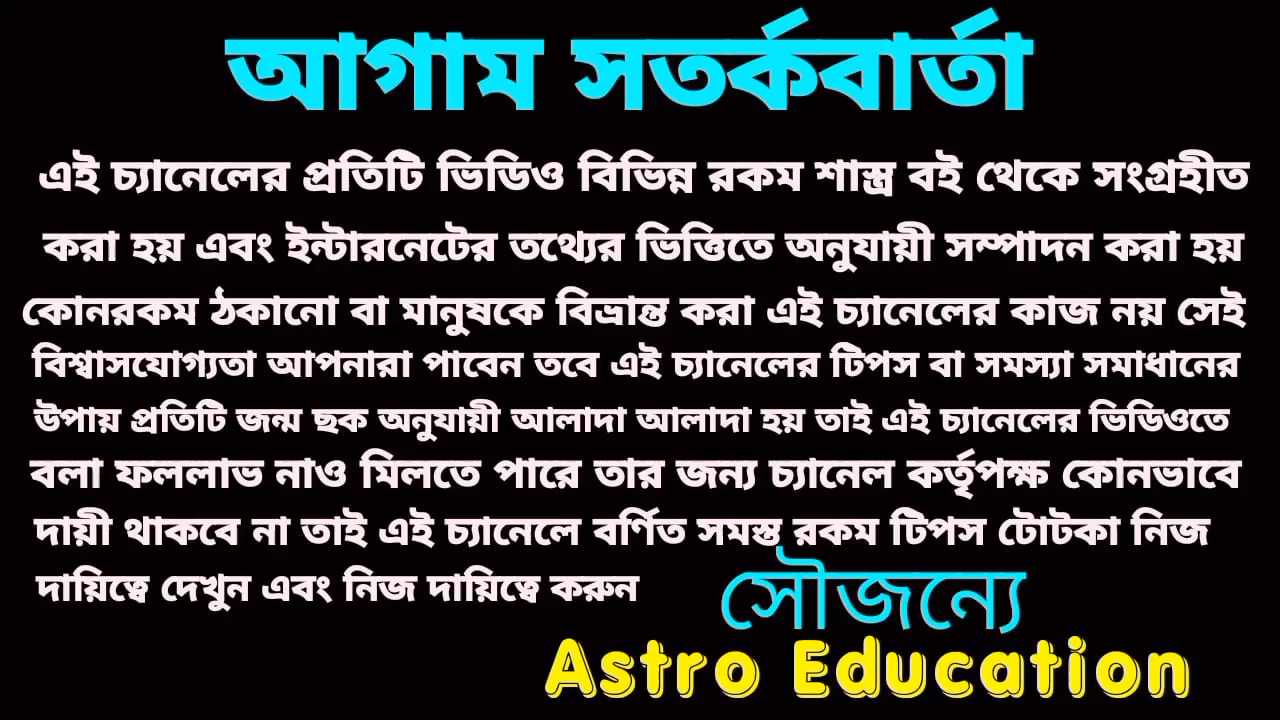 আগাম সতর্কবার্তা
এই চ্যানেলের প্রতিটি ভিডিও বিভিন্ন রকম শাস্ত্র বই থেকে সংগ্রহীত
করা হয় এবং ইন্টারনেটের তথ্যের ভিত্তিতে অনুযায়ী সম্পাদন করা হয়
কোনরকম ঠকানো বা মানুষকে বিভ্রান্ত করা এই চ্যানেলের কাজ নয় সেই
বিশ্বাসযোগ্যতা আপনারা পাবেন তবে এই চ্যানেলের টিপস বা সমস্যা সমাধানের
উপায় প্রতিটি জন্ম ছক অনুযায়ী আলাদা আলাদা হয় তাই এই চ্যানেলের ভিডিওতে
বলা ফললাভ নাও মিলতে পারে তার জন্য চ্যানেল কর্তৃপক্ষ কোনভাবে
দায়ী থাকবে না তাই এই চ্যানেলে বর্ণিত সমস্ত রকম টিপস টোটকা নিজ
দায়িত্বে দেখুন এবং নিজ দায়িত্বে করুন
সৌজন্যে
Astro Education